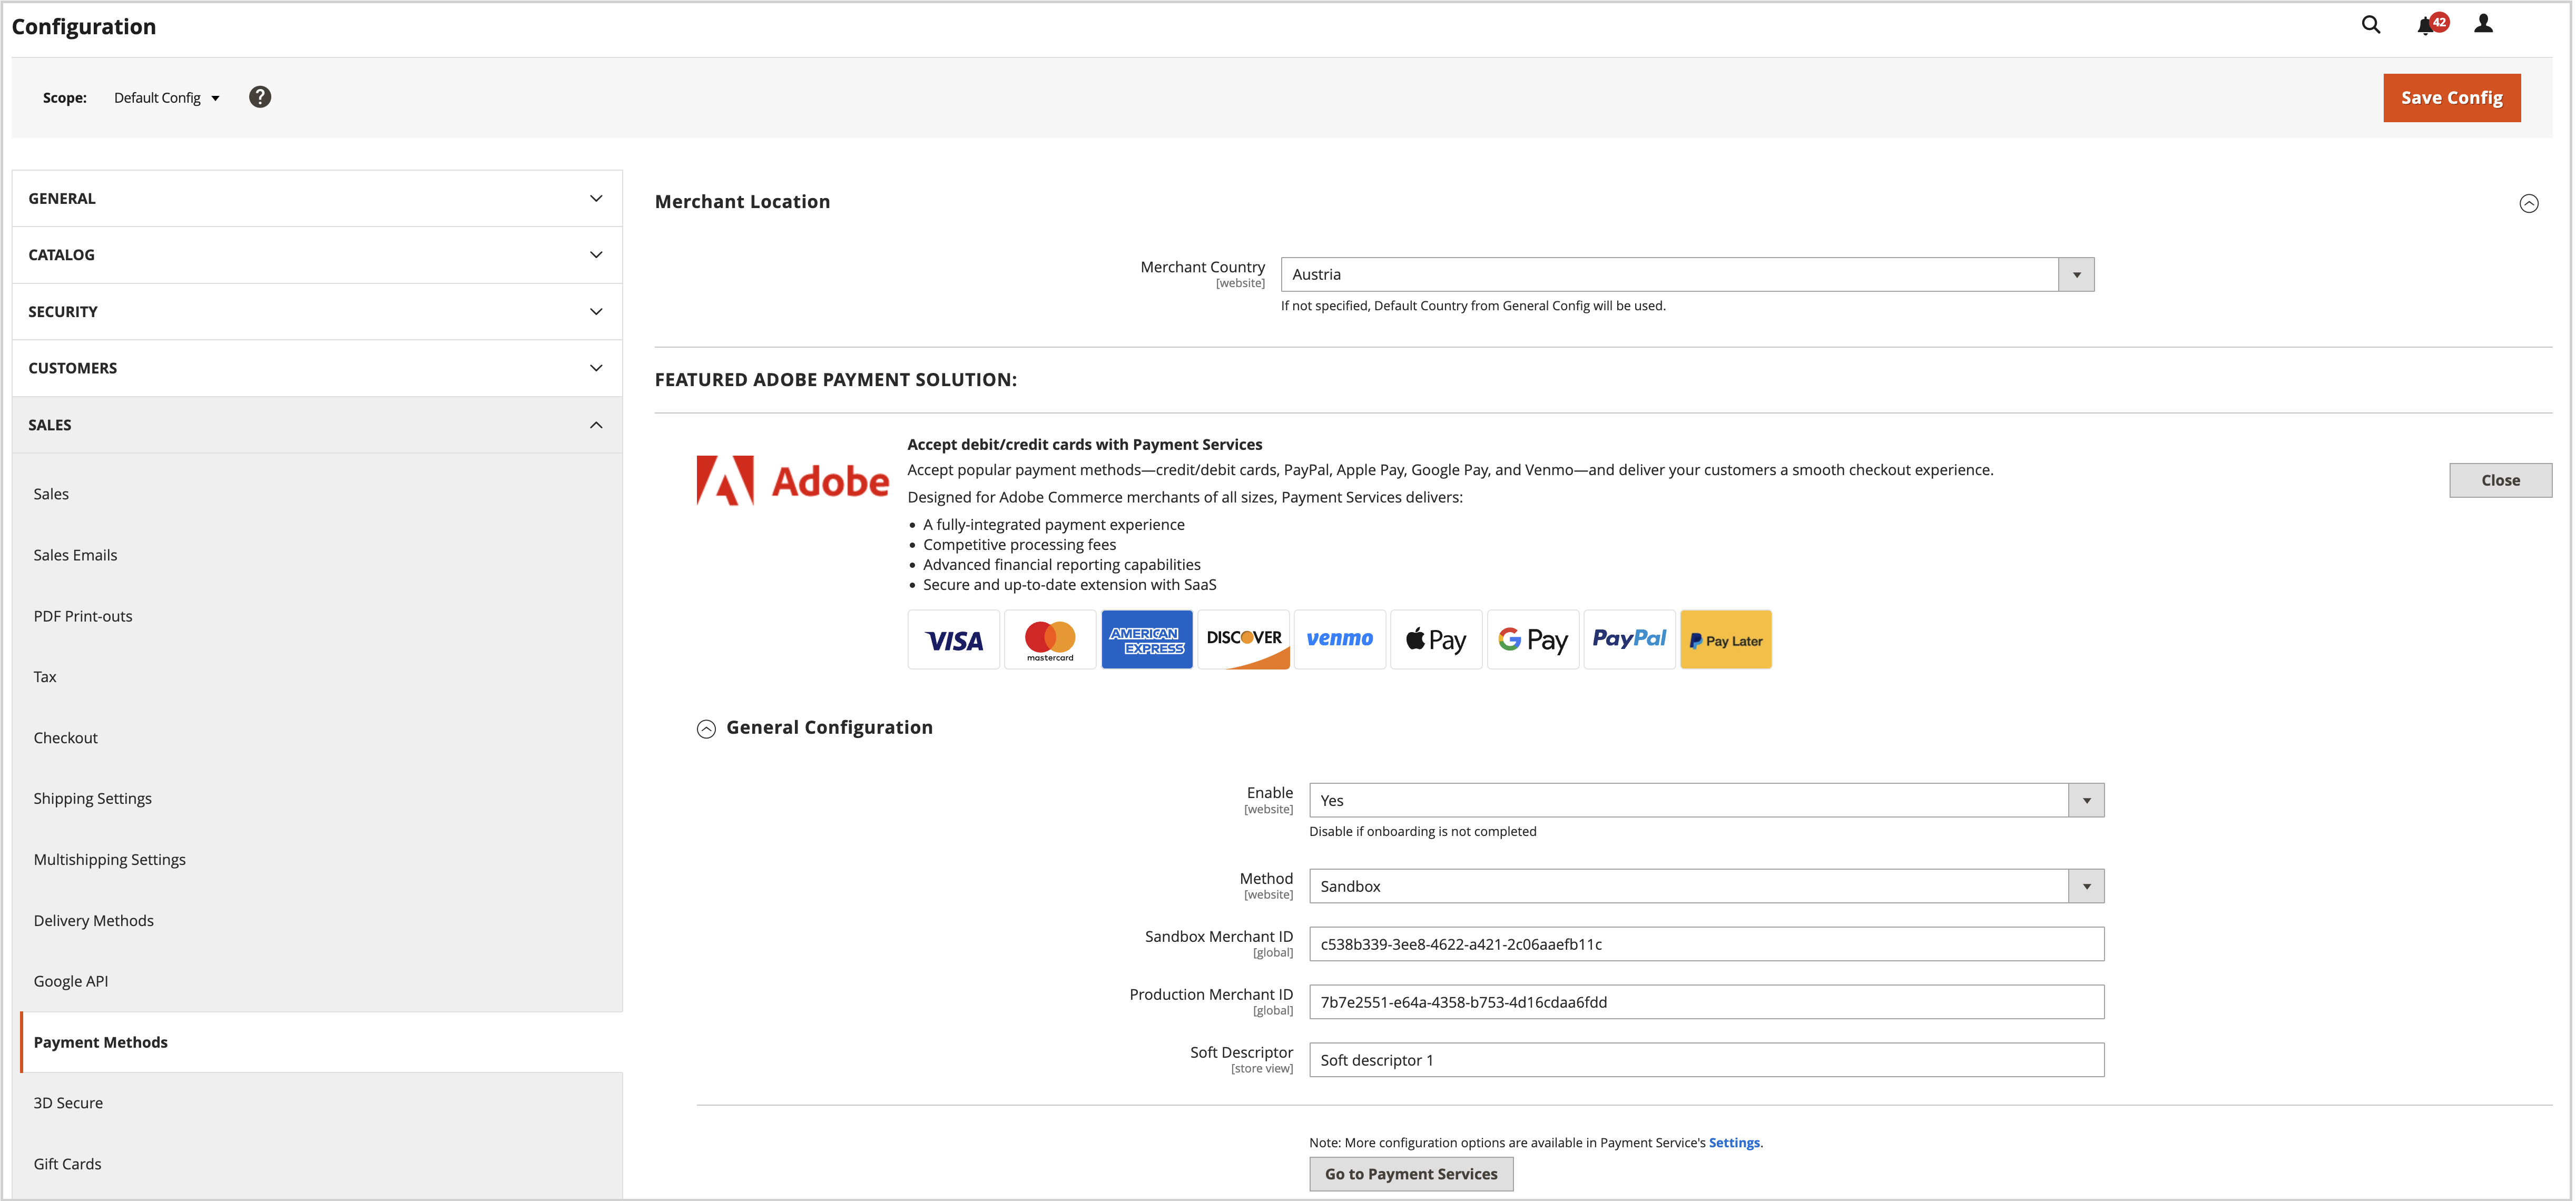 Configuration
42
Scope: Default Config ?
Save Config
GENERAL
CATALOG
SECURITY
CUSTOMERS
SALES
Sales
Sales Emails
PDF Print-outs
Tax
Checkout
Shipping Settings
Multishipping Settings
Delivery Methods
Google API
Payment Methods
3D Secure
Gift Cards
Merchant Location
Merchant Country
[website]
Austria
If not specified, Default Country from General Config will be used.
FEATURED ADOBE PAYMENT SOLUTION:
Adobe
Accept debit/credit cards with Payment Services
Accept popular payment methods—credit/debit cards, PayPal, Apple Pay, Google Pay, and Venmo—and deliver your customers a smooth checkout experience.
Designed for Adobe Commerce merchants of all sizes, Payment Services delivers:
• A fully-integrated payment experience
• Competitive processing fees
• Advanced financial reporting capabilities
• Secure and up-to-date extension with SaaS
Close
VISA
mastercard
AMERICAN
EXPRESS
DISCOVER
venmo
Pay
G Pay
PayPal
Pay Later
General Configuration
Enable
[website]
Yes
Disable if onboarding is not completed
Method
[website]
Sandbox
Sandbox Merchant ID
[global]
c538b339-3ee8-4622-a421-2c06aaefb11c
Production Merchant ID
[global]
7b7e2551-e64a-4358-b753-4d16cdaa6fdd
Soft Descriptor
[store view]
Soft descriptor 1
Note: More configuration options are available in Payment Service's Settings.
Go to Payment Services